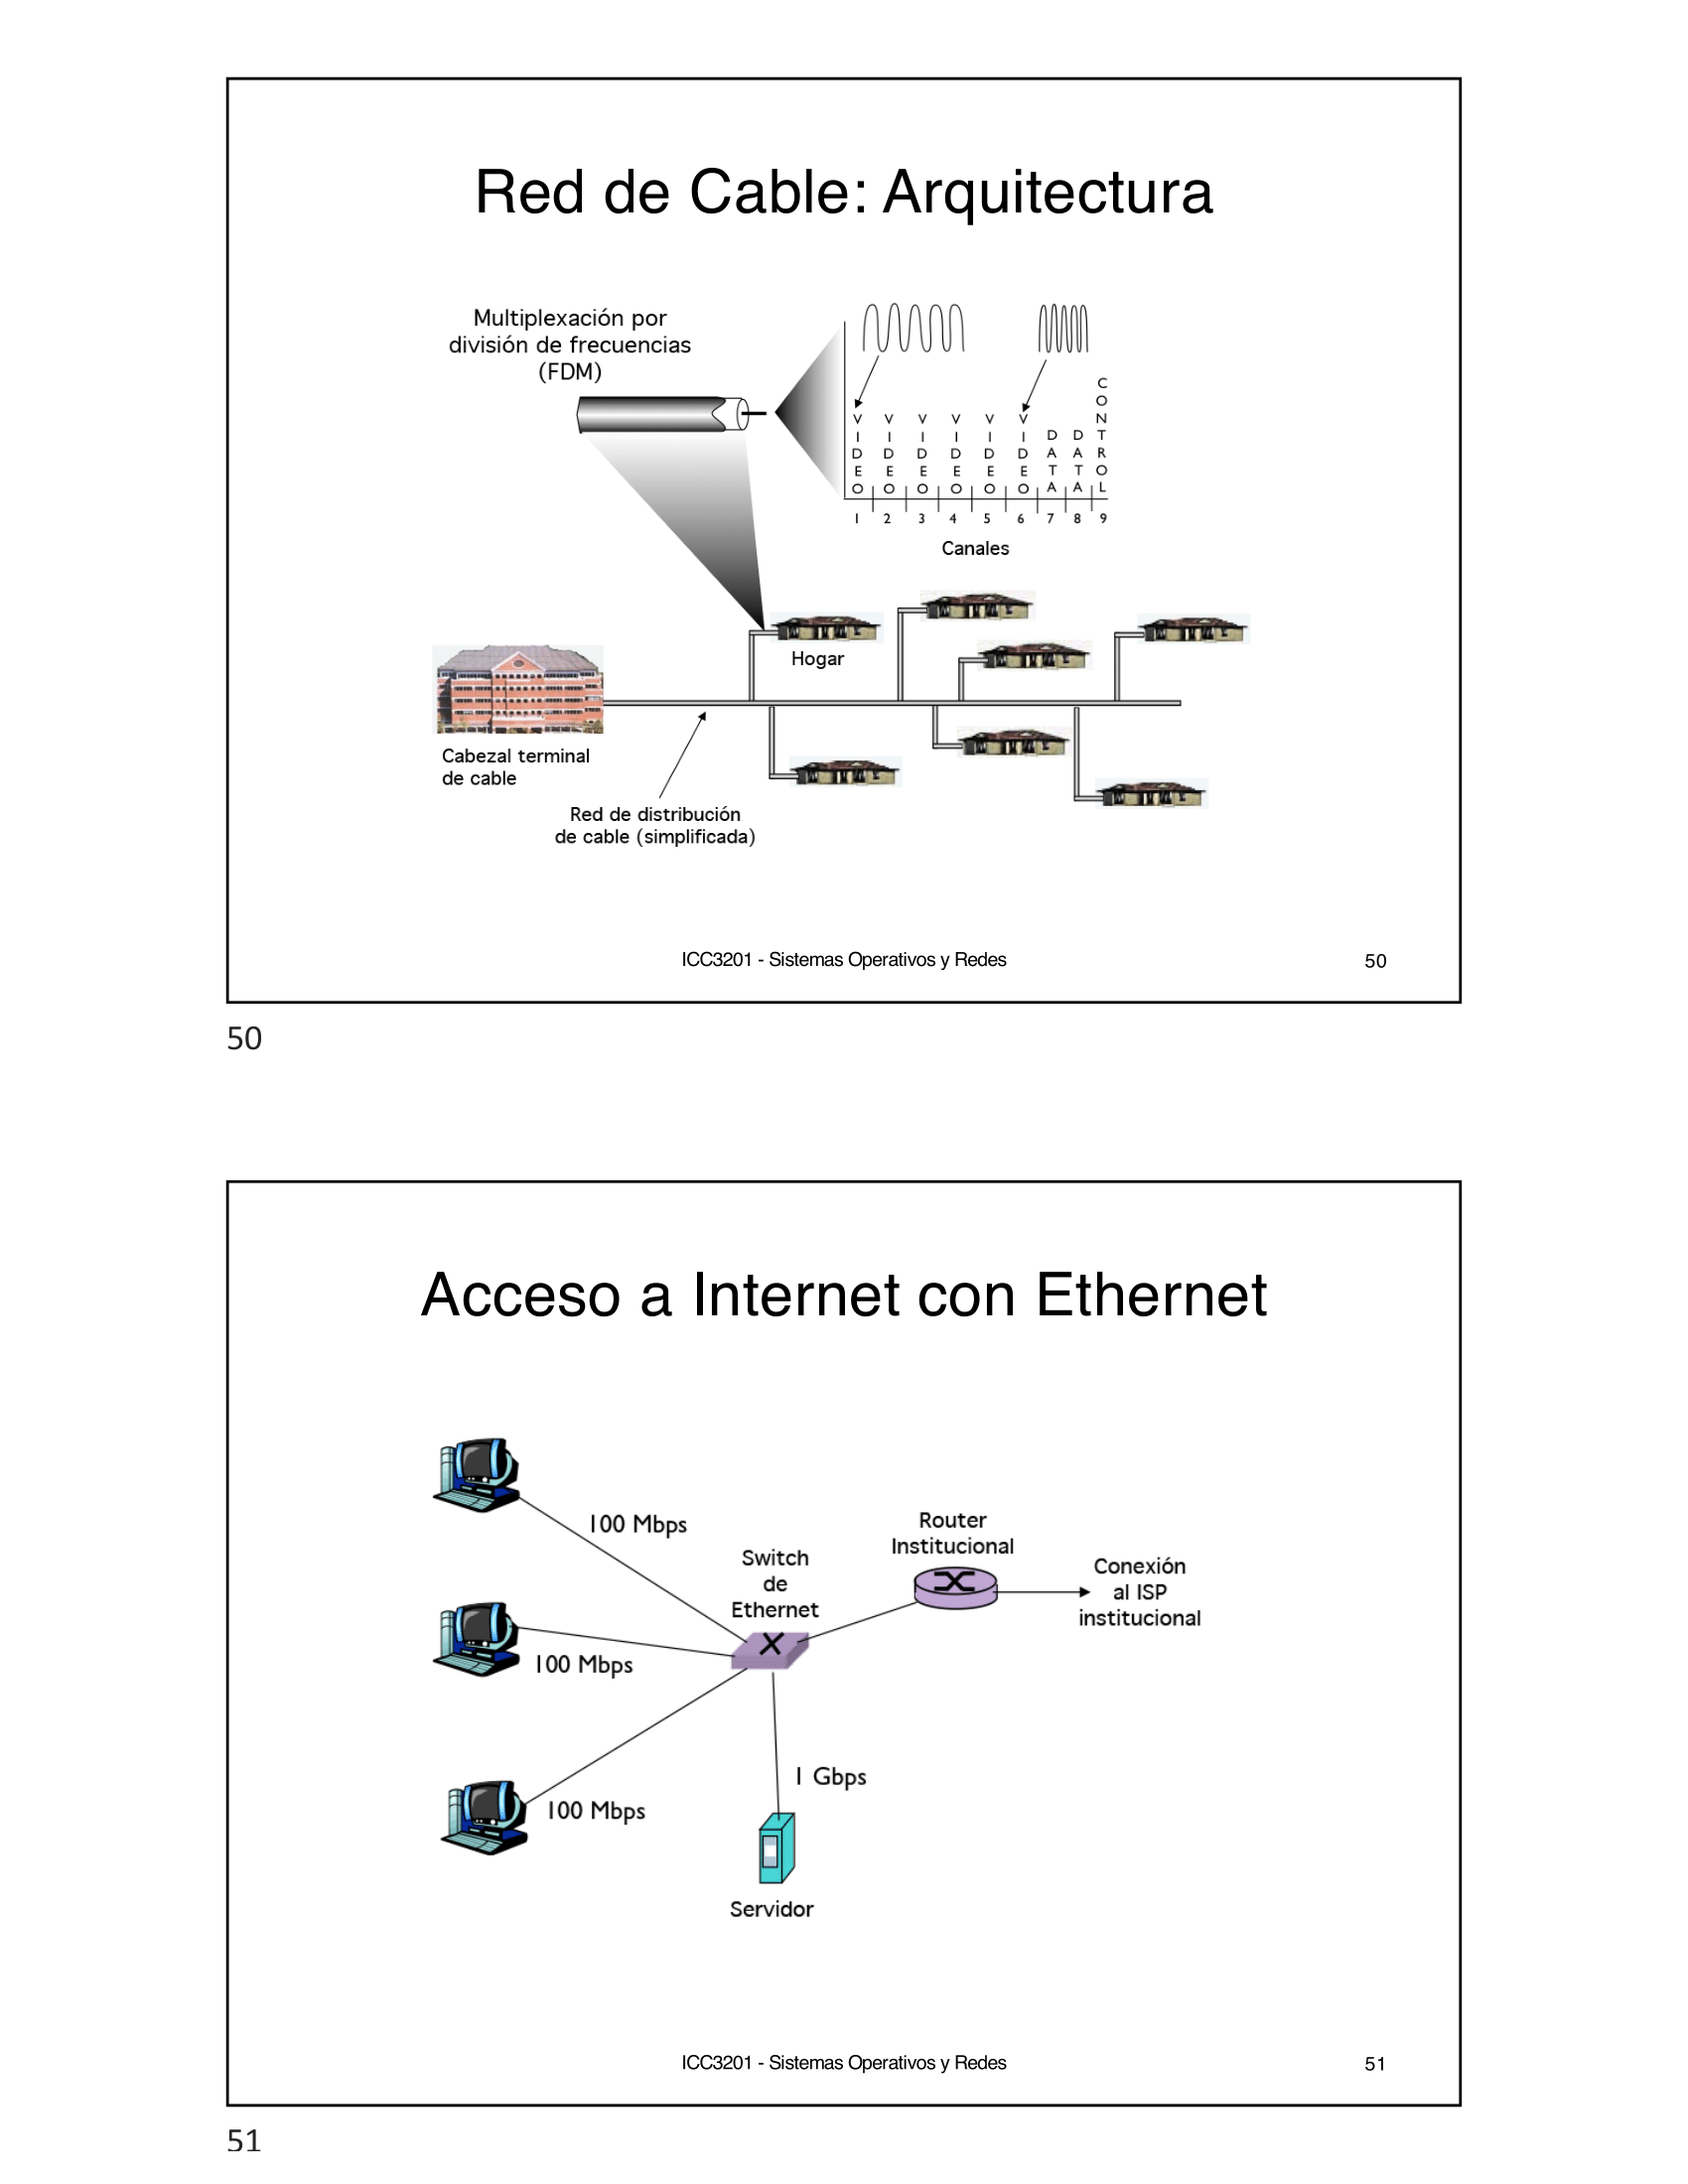 Red de Cable: Arquitectura
Multiplexación por
división de frecuencias
(FDM)
VIDEO VIDEO VIDEO VIDEO VIDEO VIDEO DATA DATA CONTROL
1 2 3 4 5 6 7 8 9
Canales
Hogar
Cabezal terminal
de cable
Red de distribución
de cable (simplificada)
ICC3201 - Sistemas Operativos y Redes 50
50
Acceso a Internet con Ethernet
100 Mbps
Router
Institucional
Switch
de
Ethernet
Conexión
al ISP
institucional
100 Mbps
1 Gbps
100 Mbps
Servidor
ICC3201 - Sistemas Operativos y Redes 51
51